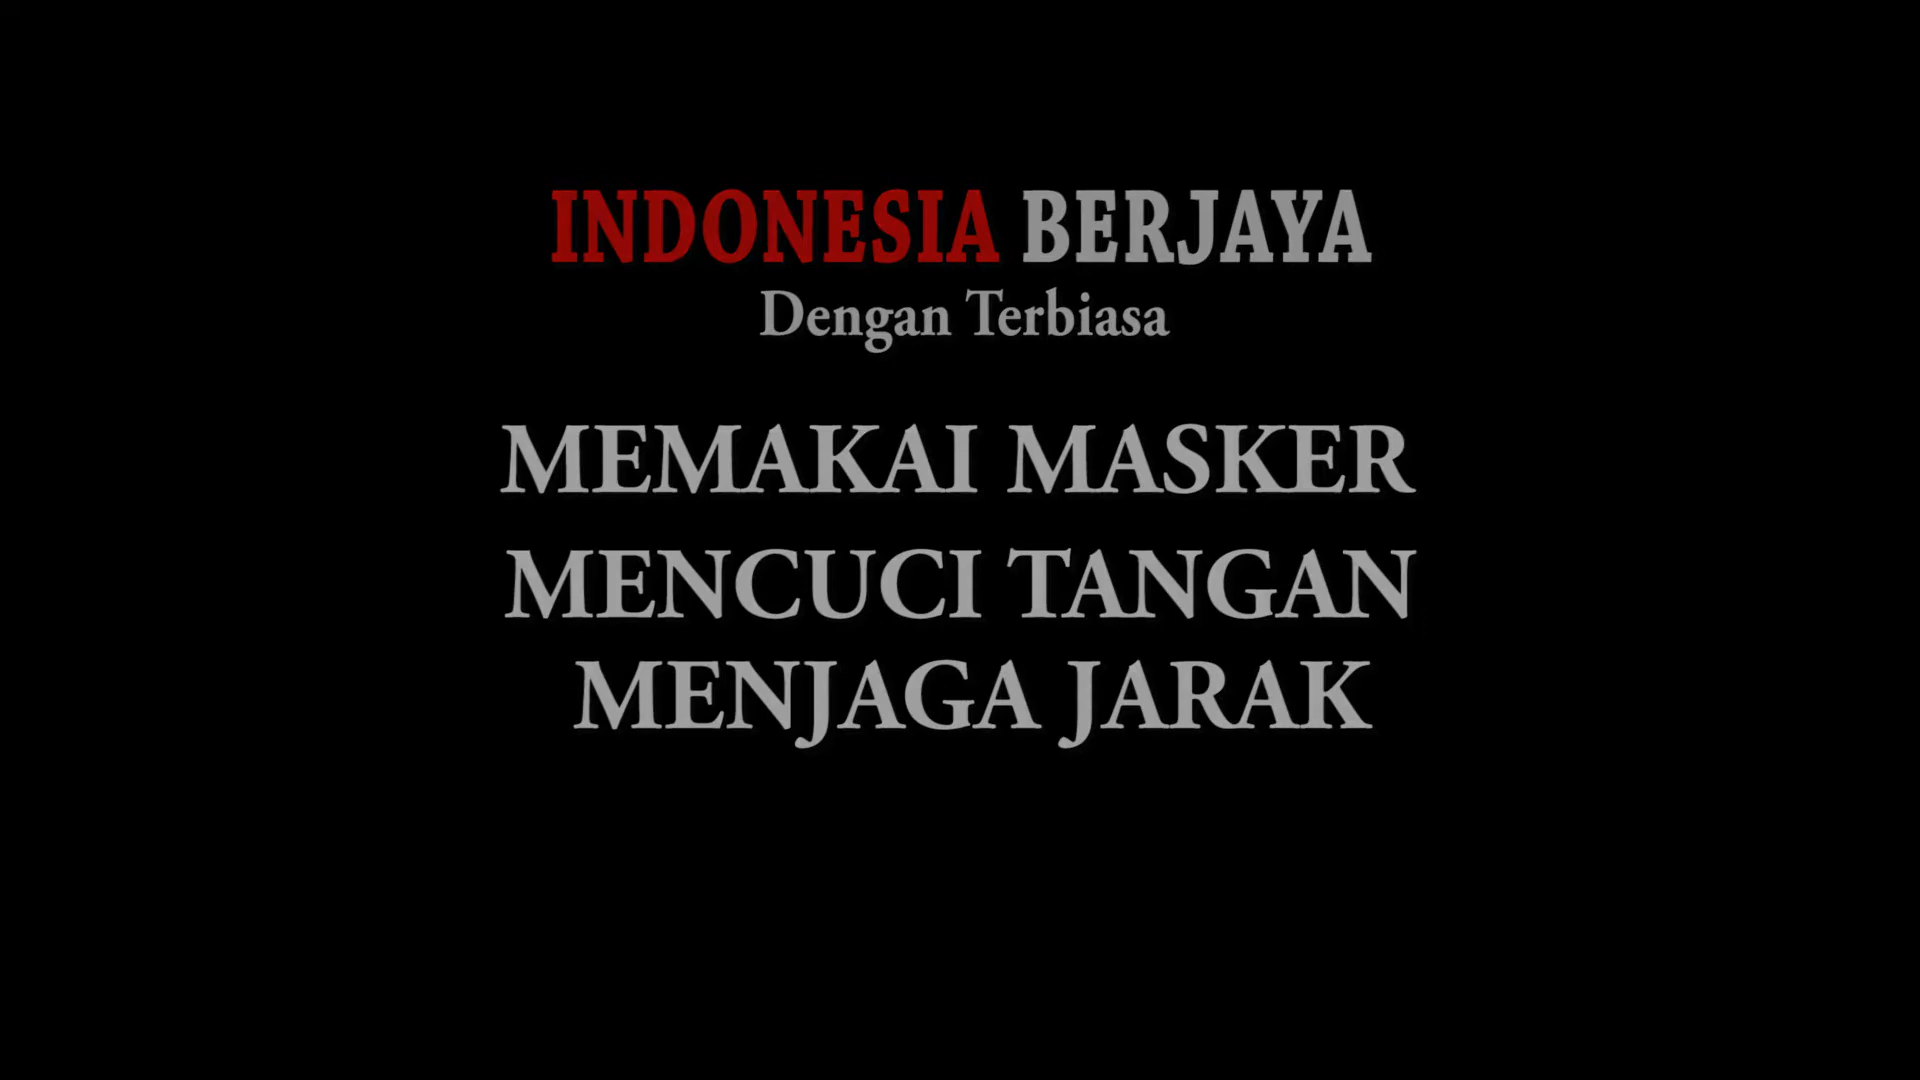 INDONESIA BERJAYA
Dengan Terbiasa
MEMAKAI MASKER
MENCUCI TANGAN
MENJAGA JARAK